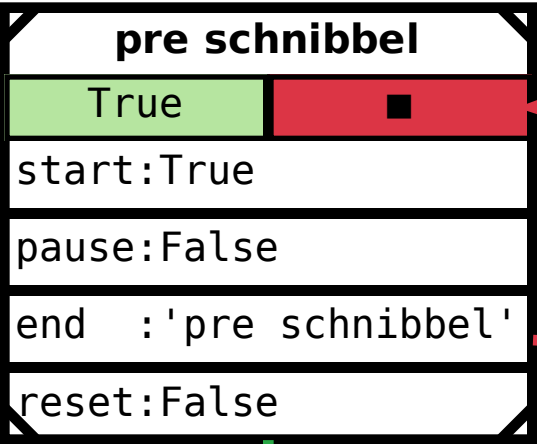 pre schnibbel
True ■
start:True
pause:False
end  :'pre schnibbel'
reset:False